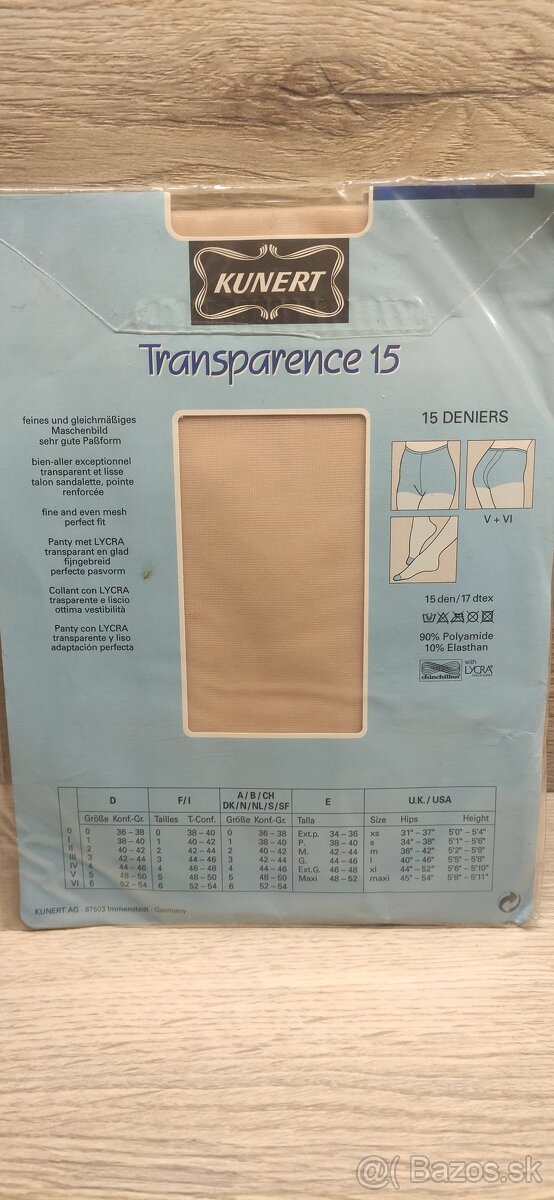 KUNERT
Transparence 15
feines und gleichmäßiges
Maschenbild
sehr gute Paßform
bien-aller exceptionnel
transparent et lisse
talon sandalette, pointe
renforcée
fine and even mesh
perfect fit
Panty met LYCRA
transparant en glad
fijngebreid
perfecte pasvorm
Collant con LYCRA
trasparente e liscio
ottima vestibilità
Panty con LYCRA
transparente y liso
adaptación perfecta
15 DENIERS
V + VI
15 den/17 dtex
90% Polyamide
10% Elasthan
chinchillan
with
LYCRA®
D F/I A/B/CH DK/N/NL/S/SF E U.K./USA
Größe Konf.-Gr. Tailles T-Conf. Größe Konf-Gr. Talla Size Hips Height
0 0 36–38 0 38–40 0 36–38 Ext.p. 34–36 xs 31"–37" 5'0"–5'4"
I 1 38–40 1 40–42 1 38–40 P. 38–40 s 34"–38" 5'1"–5'6"
II 2 40–42 2 42–44 2 40–42 M. 42–44 m 36"–42" 5'2"–5'8"
III 3 42–44 3 44–46 3 42–44 G. 44–46 l 40"–46" 5'5"–5'8"
IV 4 44–46 4 46–48 4 44–46 Ext.G. 46–48 xl 44"–52" 5'6"–5'10"
V 5 48–50 5 48–50 5 48–50 Maxi 48–52 maxi 45"–54" 5'8"–5'11"
VI 6 52–54 6 52–54 6 52–54
KUNERT AG - 87503 Immenstadt - Germany
Bazos.sk